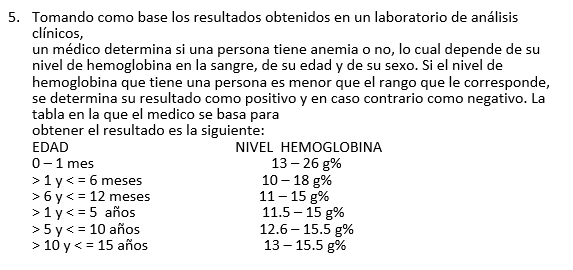 5. Tomando como base los resultados obtenidos en un laboratorio de análisis
clínicos,
un médico determina si una persona tiene anemia o no, lo cual depende de su
nivel de hemoglobina en la sangre, de su edad y de su sexo. Si el nivel de
hemoglobina que tiene una persona es menor que el rango que le corresponde,
se determina su resultado como positivo y en caso contrario como negativo. La
tabla en la que el medico se basa para
obtener el resultado es la siguiente:
EDAD NIVEL HEMOGLOBINA
0 – 1 mes 13 – 26 g%
> 1 y < = 6 meses 10 – 18 g%
> 6 y < = 12 meses 11 – 15 g%
> 1 y < = 5 años 11.5 – 15 g%
> 5 y < = 10 años 12.6 – 15.5 g%
> 10 y < = 15 años 13 – 15.5 g%